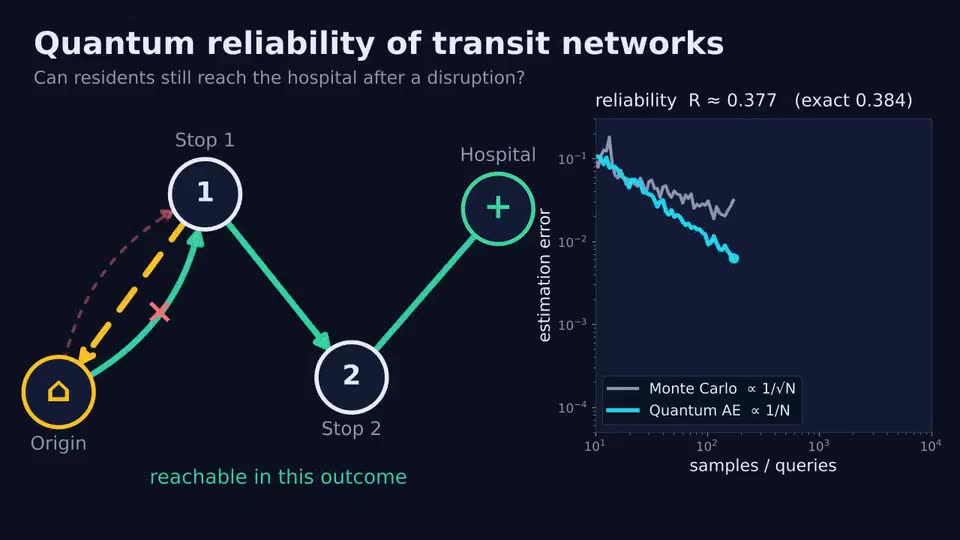 Quantum reliability of transit networks
Can residents still reach the hospital after a disruption?
reliability R ≈ 0.377 (exact 0.384)
Stop 1
1
Hospital
+
Origin
2
Stop 2
reachable in this outcome
estimation error
10⁻¹
10⁻²
10⁻³
10⁻⁴
Monte Carlo ∝ 1/√N
Quantum AE ∝ 1/N
10¹ 10² 10³ 10⁴
samples / queries